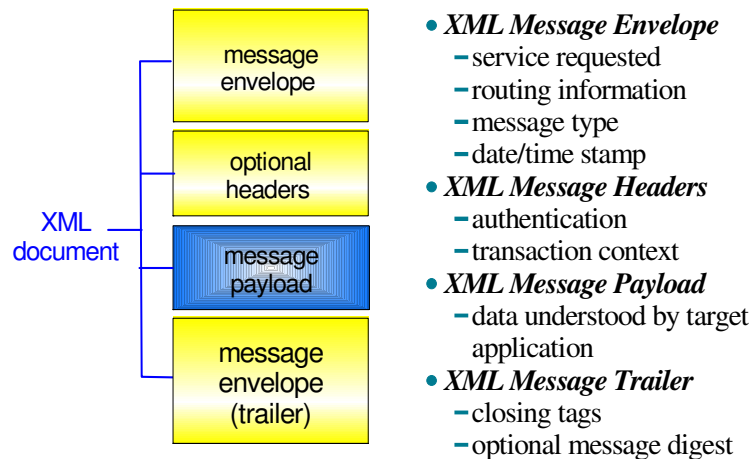 XML
document
message
envelope
optional
headers
message
payload
message
envelope
(trailer)
• XML Message Envelope
–service requested
–routing information
–message type
–date/time stamp
• XML Message Headers
–authentication
–transaction context
• XML Message Payload
–data understood by target
application
• XML Message Trailer
–closing tags
–optional message digest